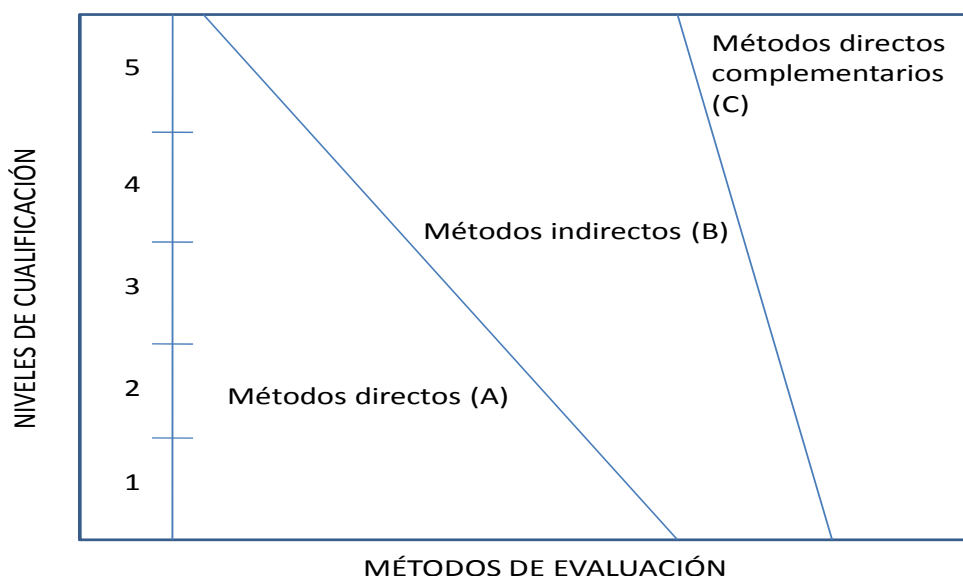 NIVELES DE CUALIFICACIÓN
5
4
3
2
1
Métodos directos
complementarios
(C)
Métodos indirectos (B)
Métodos directos (A)
MÉTODOS DE EVALUACIÓN